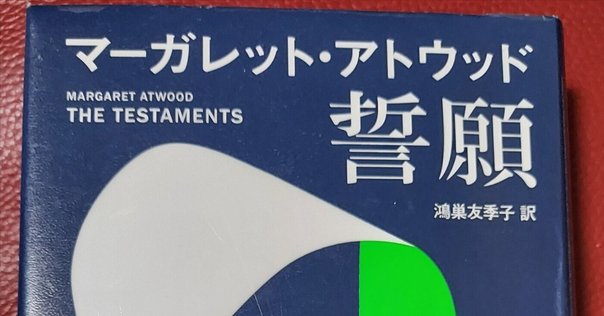 マーガレット・アトウッド
MARGARET ATWOOD
THE TESTAMENTS
誓願
鴻巣友季子 訳